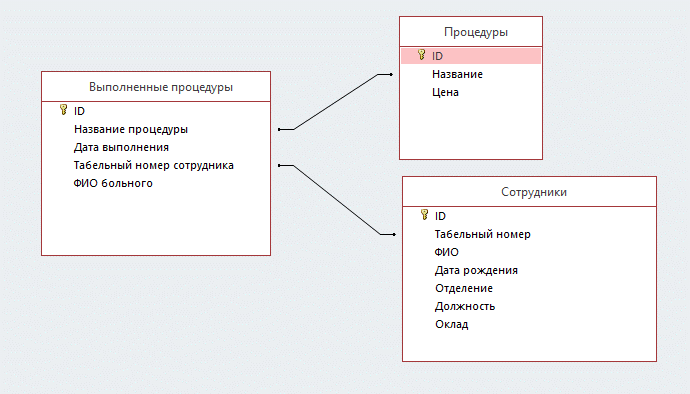 Выполненные процедуры
ID
Название процедуры
Дата выполнения
Табельный номер сотрудника
ФИО больного
Процедуры
ID
Название
Цена
Сотрудники
ID
Табельный номер
ФИО
Дата рождения
Отделение
Должность
Оклад